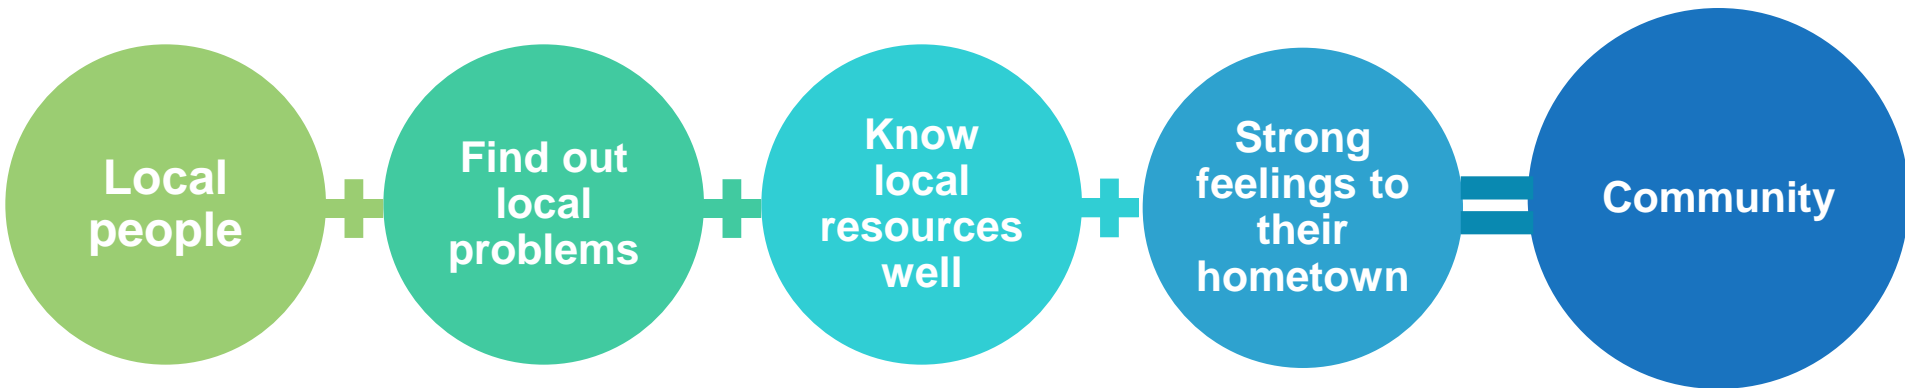 Local
people
Find out
local
problems
Know
local
resources
well
Strong
feelings to
their
hometown
Community